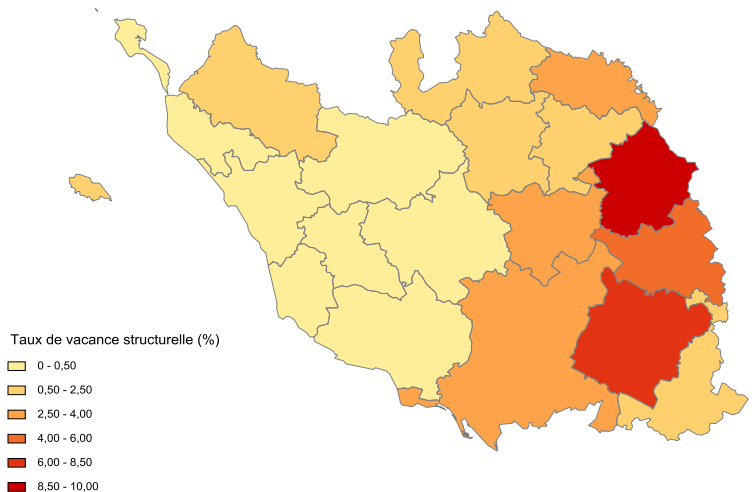 Taux de vacance structurelle (%)
0 - 0,50
0,50 - 2,50
2,50 - 4,00
4,00 - 6,00
6,00 - 8,50
8,50 - 10,00